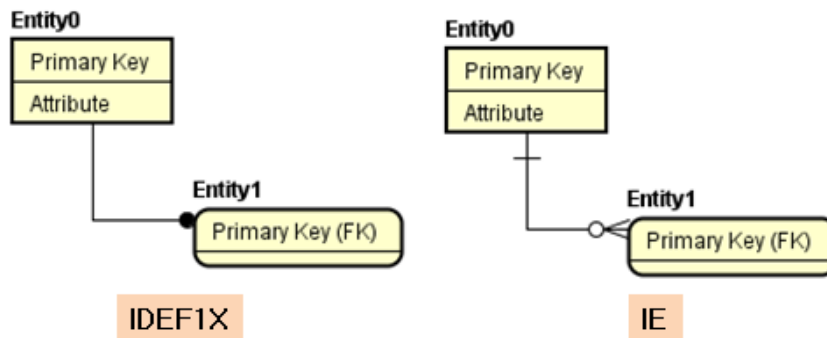 Entity0
Primary Key
Attribute
Entity1
Primary Key (FK)
IDEF1X
Entity0
Primary Key
Attribute
Entity1
Primary Key (FK)
IE